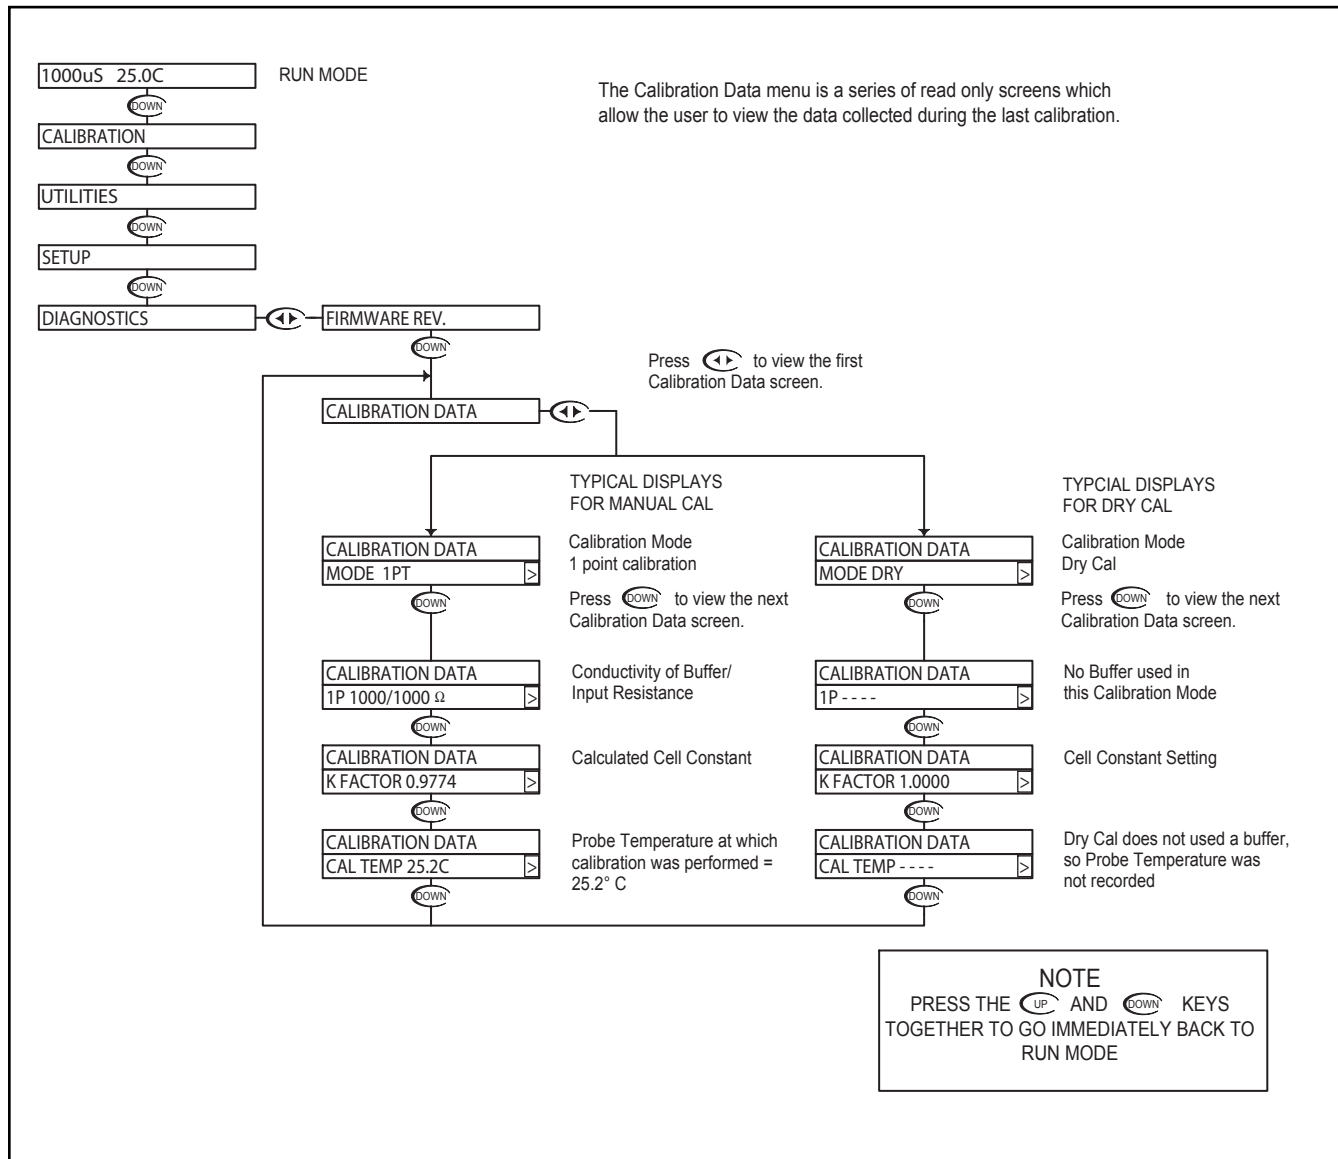 1000uS 25.0C
RUN MODE
The Calibration Data menu is a series of read only screens which
allow the user to view the data collected during the last calibration.
DOWN
CALIBRATION
DOWN
UTILITIES
DOWN
SETUP
DOWN
DIAGNOSTICS
FIRMWARE REV.
DOWN
Press to view the first
Calibration Data screen.
CALIBRATION DATA
TYPICAL DISPLAYS
FOR MANUAL CAL
CALIBRATION DATA
MODE 1PT >
Calibration Mode
1 point calibration
DOWN
Press DOWN to view the next
Calibration Data screen.
CALIBRATION DATA
1P 1000/1000 Ω >
Conductivity of Buffer/
Input Resistance
DOWN
CALIBRATION DATA
K FACTOR 0.9774 >
Calculated Cell Constant
DOWN
CALIBRATION DATA
CAL TEMP 25.2C >
Probe Temperature at which
calibration was performed =
25.2° C
DOWN
TYPCIAL DISPLAYS
FOR DRY CAL
CALIBRATION DATA
MODE DRY >
Calibration Mode
Dry Cal
DOWN
Press DOWN to view the next
Calibration Data screen.
CALIBRATION DATA
1P - - - - >
No Buffer used in
this Calibration Mode
DOWN
CALIBRATION DATA
K FACTOR 1.0000 >
Cell Constant Setting
DOWN
CALIBRATION DATA
CAL TEMP - - - - >
Dry Cal does not used a buffer,
so Probe Temperature was
not recorded
DOWN
NOTE
PRESS THE UP AND DOWN KEYS
TOGETHER TO GO IMMEDIATELY BACK TO
RUN MODE